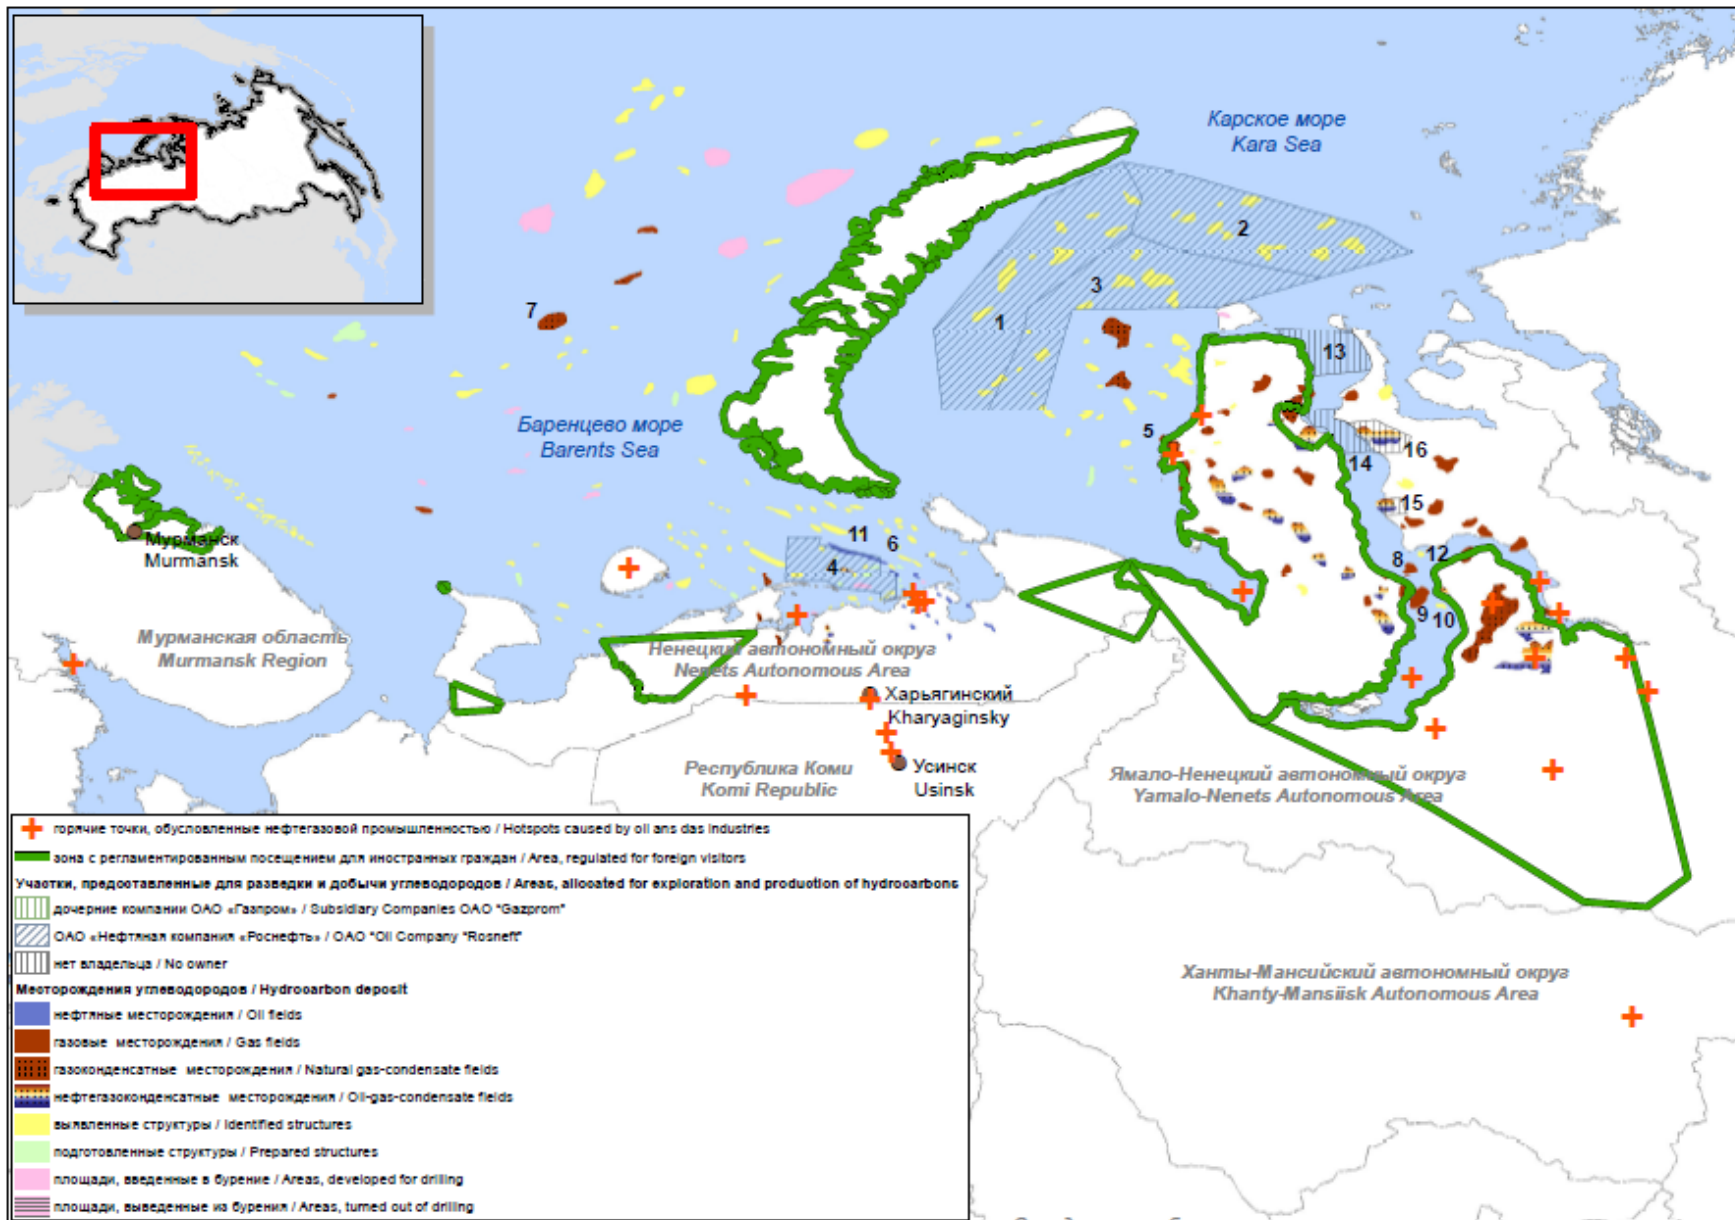 Карское море
Kara Sea
2
3
1
7
13
Баренцево море
Barents Sea
5
16
14
15
Мурманск
Murmansk
11
6
4
12
8
9
10
Мурманская область
Murmansk Region
Ненецкий автономный округ
Nenets Autonomous Area
Харьягинский
Kharyaginsky
Республика Коми
Komi Republic
Усинск
Usinsk
Ямало-Ненецкий автономный округ
Yamalo-Nenets Autonomous Area
Ханты-Мансийский автономный округ
Khanty-Mansiisk Autonomous Area
горячие точки, обусловленные нефтегазовой промышленностью / Hotspots caused by oil ans das industries
зона с регламентированным посещением для иностранных граждан / Area, regulated for foreign visitors
Участки, предоставленные для разведки и добычи углеводородов / Areas, allocated for exploration and production of hydrocarbons
дочерние компании ОАО «Газпром» / Subsidiary Companies OAO "Gazprom"
ОАО «Нефтяная компания «Роснефть» / OAO "Oil Company "Rosneft"
нет владельца / No owner
Месторождения углеводородов / Hydrocarbon deposit
нефтяные месторождения / Oil fields
газовые месторождения / Gas fields
газоконденсатные месторождения / Natural gas-condensate fields
нефтегазоконденсатные месторождения / Oil-gas-condensate fields
выявленные структуры / Identified structures
подготовленные структуры / Prepared structures
площади, введенные в бурение / Areas, developed for drilling
площади, выведенные из бурения / Areas, turned out of drilling